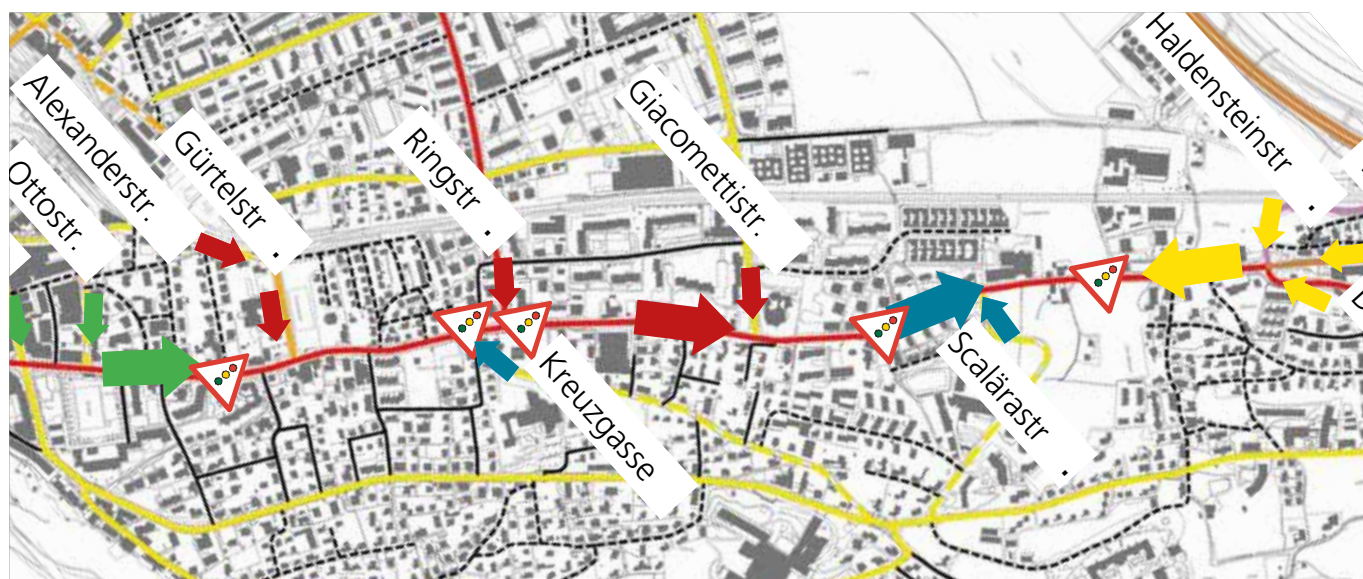 Ottostr.
Alexanderstr.
Gürtelstr.
Ringstr.
Giacomettistr.
Kreuzgasse
Scalärastr.
Haldensteinstr.